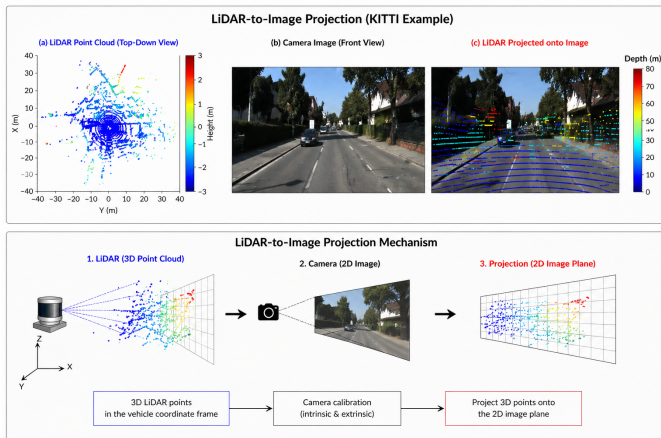 LiDAR-to-Image Projection (KITTI Example)
(a) LiDAR Point Cloud (Top-Down View)
(b) Camera Image (Front View)
(c) LiDAR Projected onto Image
Depth (m)
40
30
20
10
0
−10
−20
−30
−40
X (m)
−40 −30 −20 −10 0 10 20 30 40
Y (m)
3
2
1
0
−1
−2
−3
Height (m)
80
70
60
50
30
20
10
0
LiDAR-to-Image Projection Mechanism
1. LiDAR (3D Point Cloud)
2. Camera (2D Image)
3. Projection (2D Image Plane)
Z
X
Y
3D LiDAR points
in the vehicle coordinate frame
Camera calibration
(intrinsic & extrinsic)
Project 3D points onto
the 2D image plane